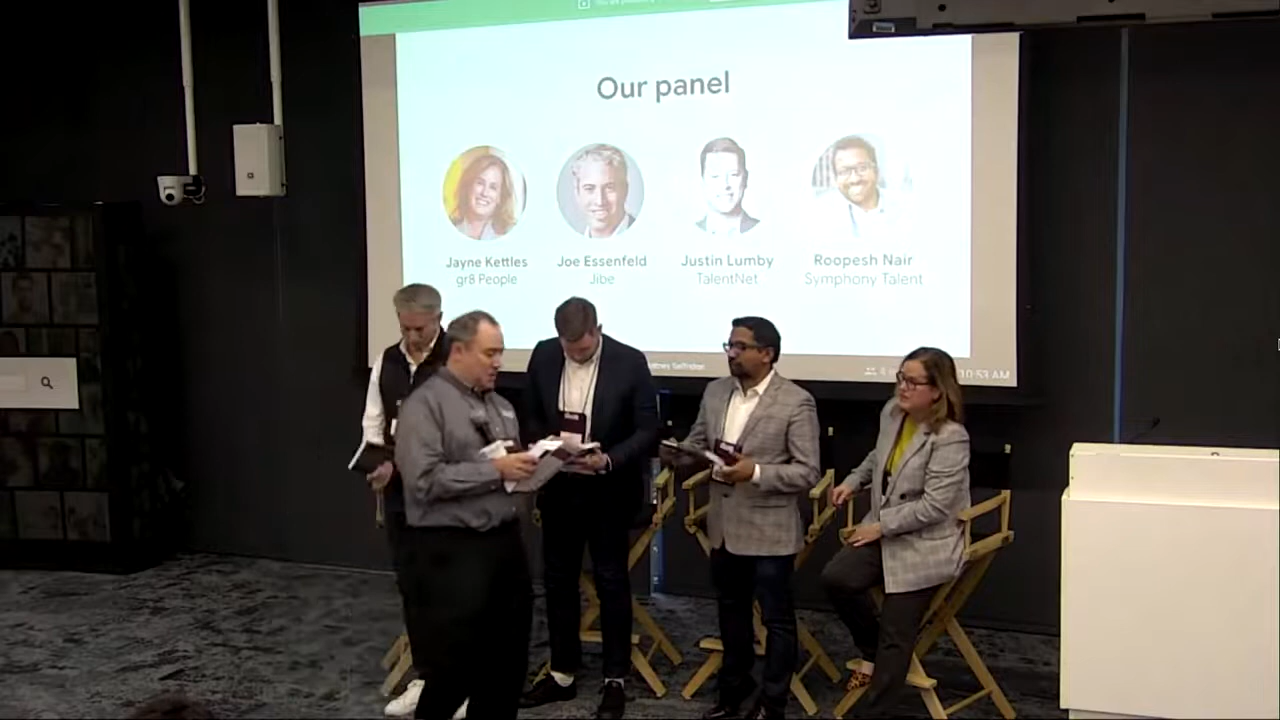 Our panel
Jayne Kettles
gr8 People
Joe Essenfeld
Jibe
Justin Lumby
TalentNet
Roopesh Nair
Symphony Talent
10:53 AM